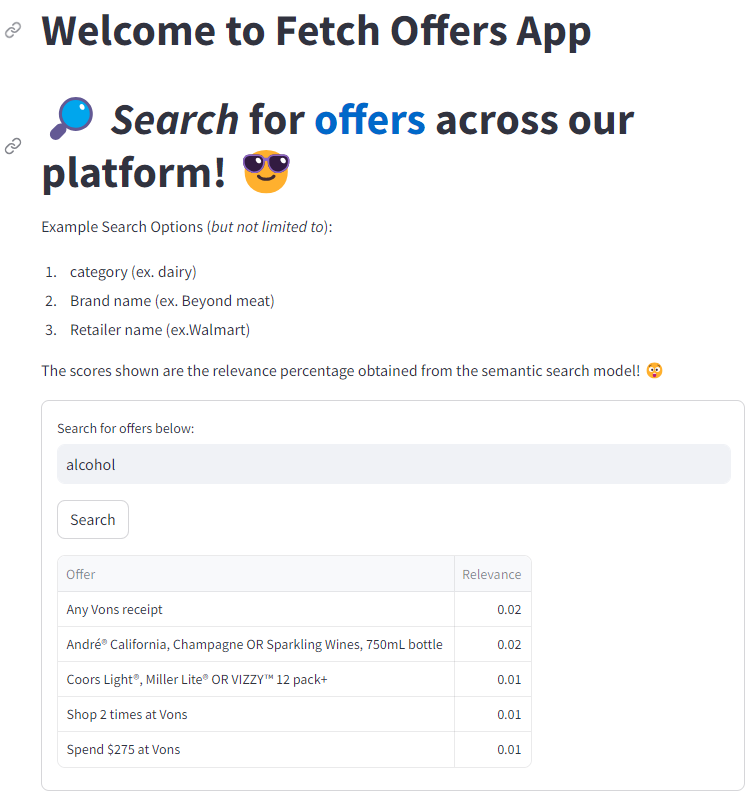 Welcome to Fetch Offers App
Search for offers across our
platform!
Example Search Options (but not limited to):
1. category (ex. dairy)
2. Brand name (ex. Beyond meat)
3. Retailer name (ex.Walmart)
The scores shown are the relevance percentage obtained from the semantic search model!
Search for offers below:
alcohol
Search
Offer Relevance
Any Vons receipt 0.02
André® California, Champagne OR Sparkling Wines, 750mL bottle 0.02
Coors Light®, Miller Lite® OR VIZZY™ 12 pack+ 0.01
Shop 2 times at Vons 0.01
Spend $275 at Vons 0.01